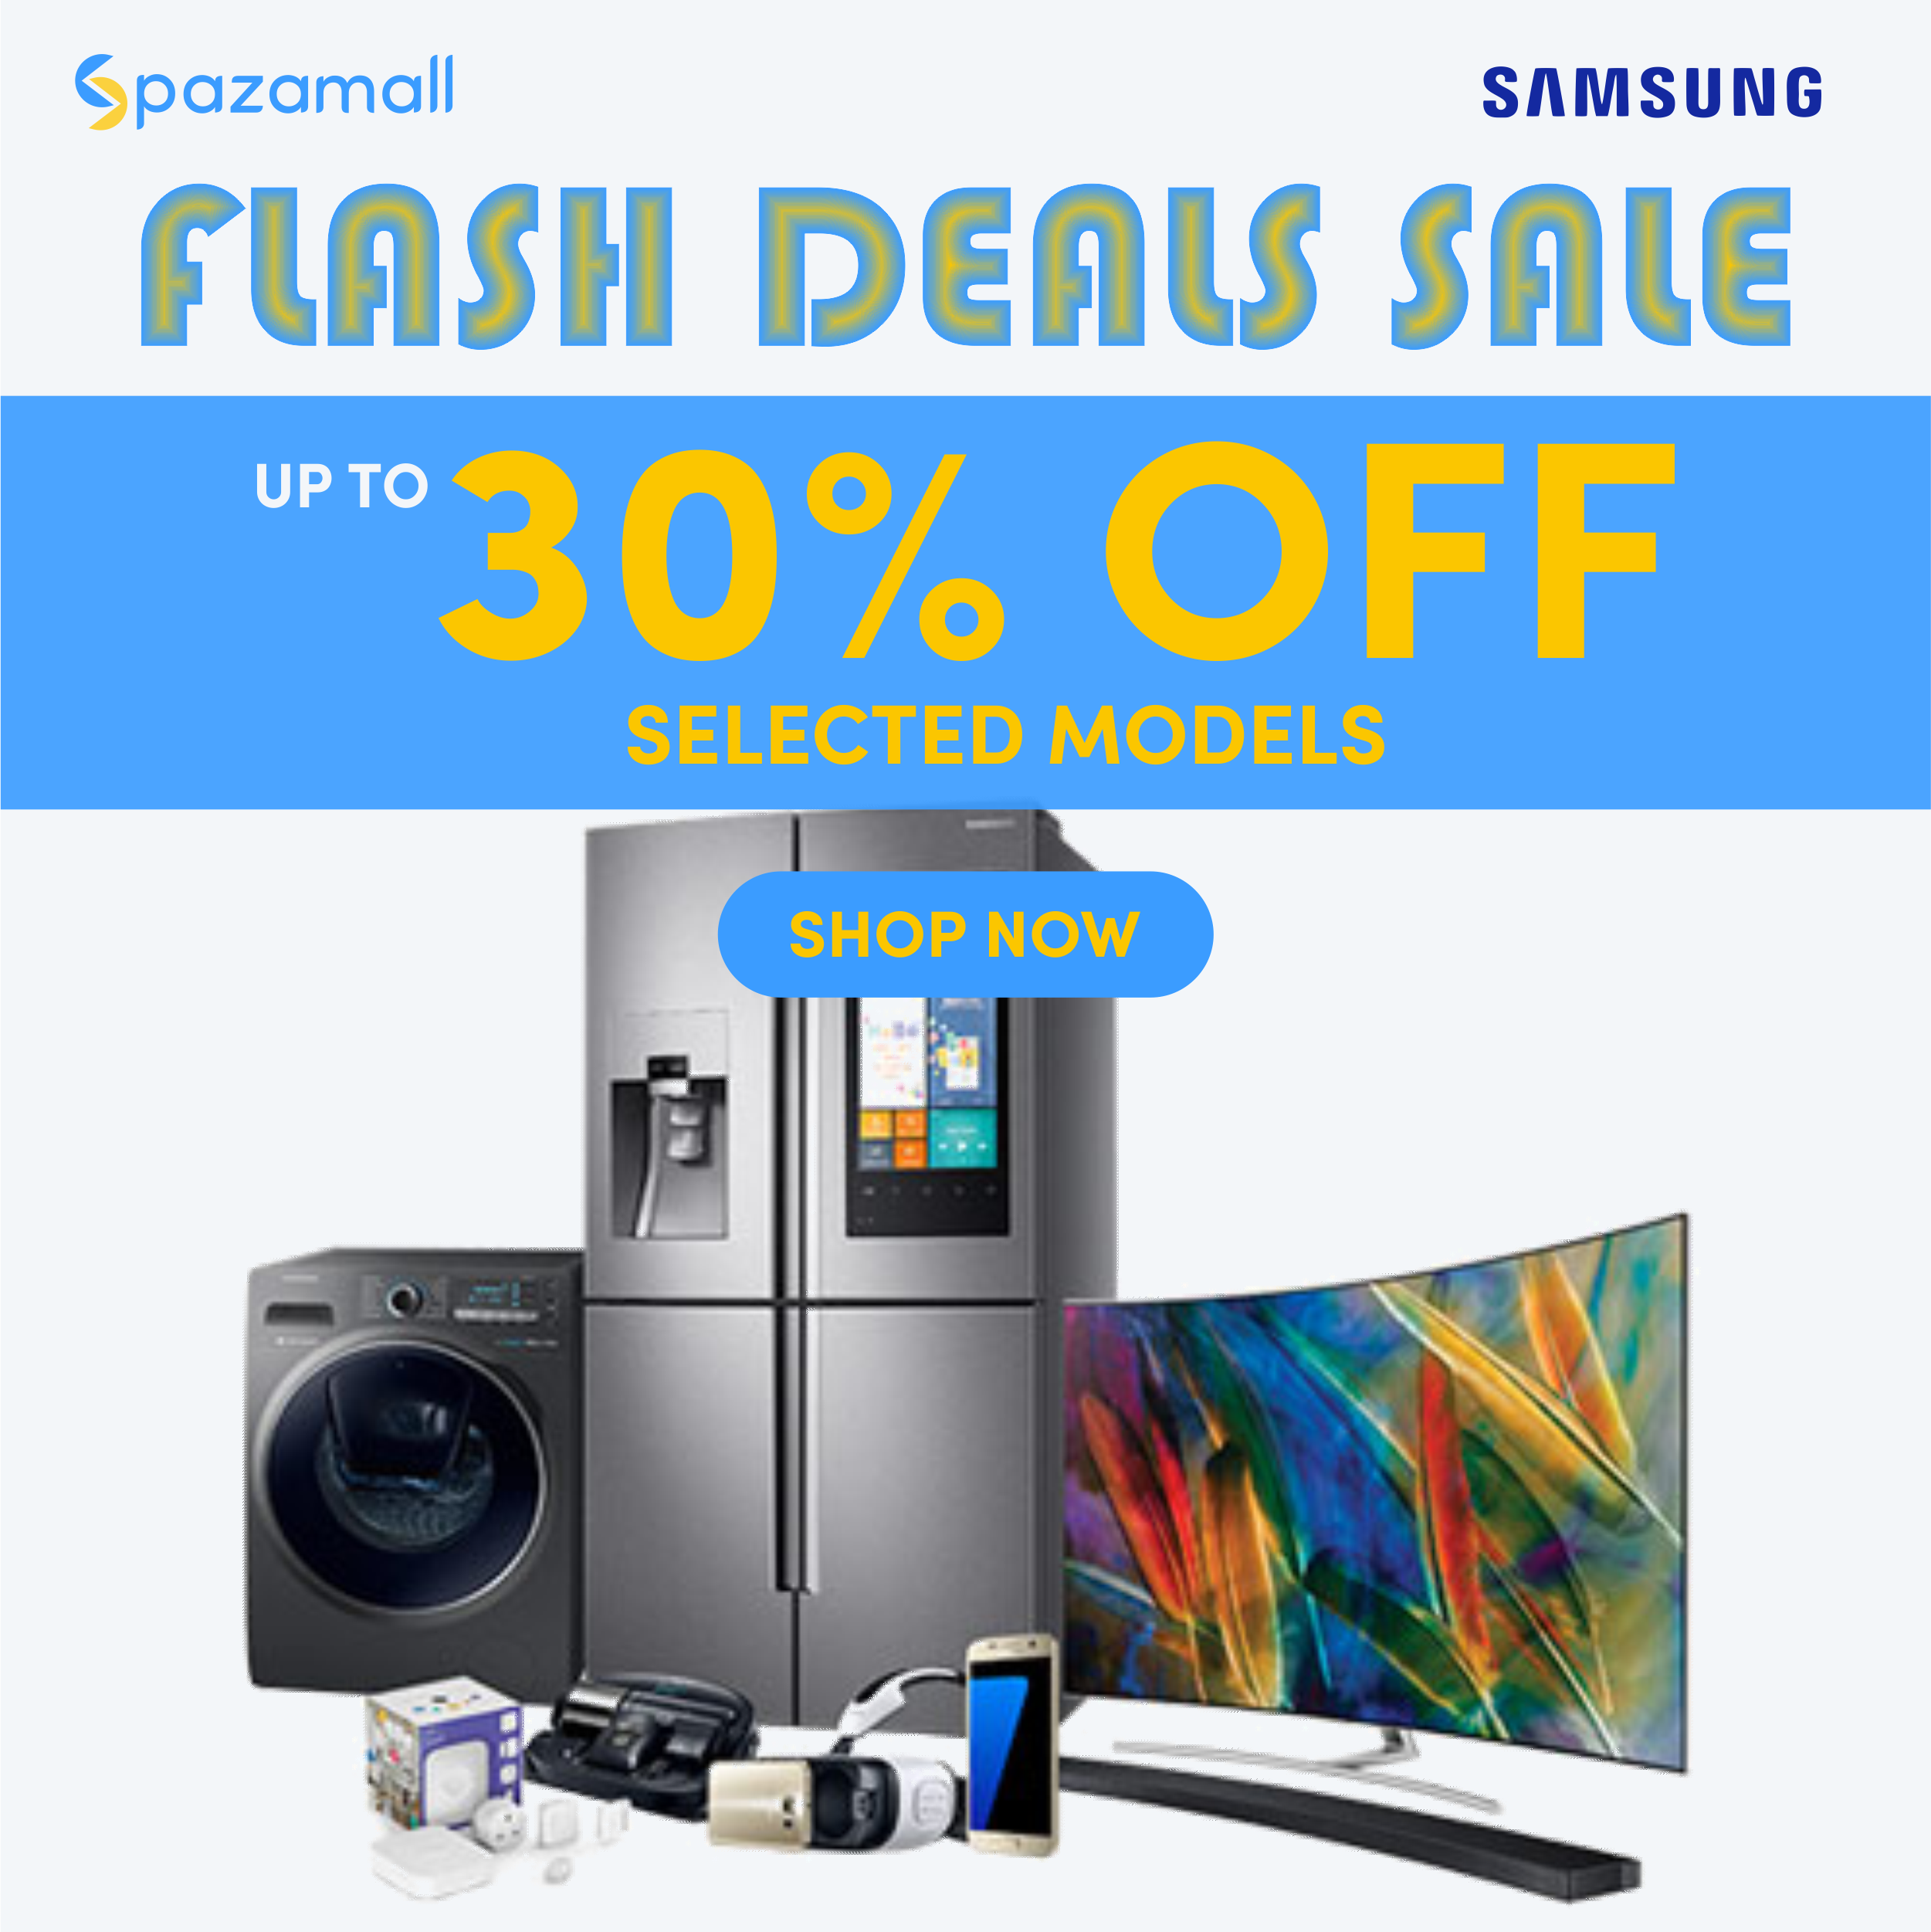 Spazamall
SAMSUNG
FLASH DEALS SALE
UP TO 30% OFF
SELECTED MODELS
SHOP NOW